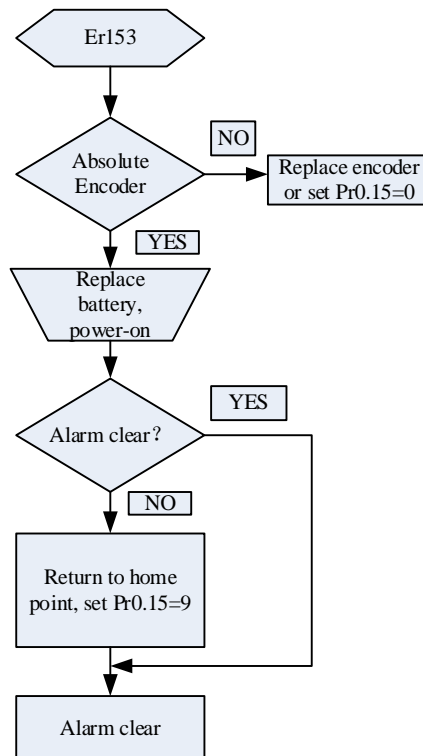 Er153
NO
Absolute
Encoder
Replace encoder
or set Pr0.15=0
YES
Replace
battery,
power-on
YES
Alarm clear?
NO
Return to home
point, set Pr0.15=9
Alarm clear